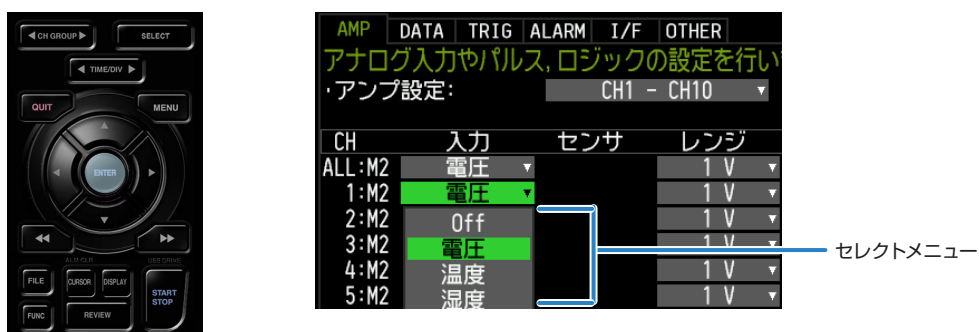 ◀CH GROUP▶ SELECT
◀ TIME/DIV ▶
QUIT MENU
ENTER
ALM CLR USB DRIVE
FILE CURSOR DISPLAY START STOP
FUNC REVIEW
AMP DATA TRIG ALARM I/F OTHER
アナログ入力やパルス, ロジックの設定を行い
・アンプ設定: CH1 - CH10
CH 入力 センサ レンジ
ALL:M2 電圧 1 V
1:M2 電圧 1 V
2:M2 Off 1 V
3:M2 電圧 1 V
4:M2 温度 1 V
5:M2 湿度 1 V
セレクトメニュー